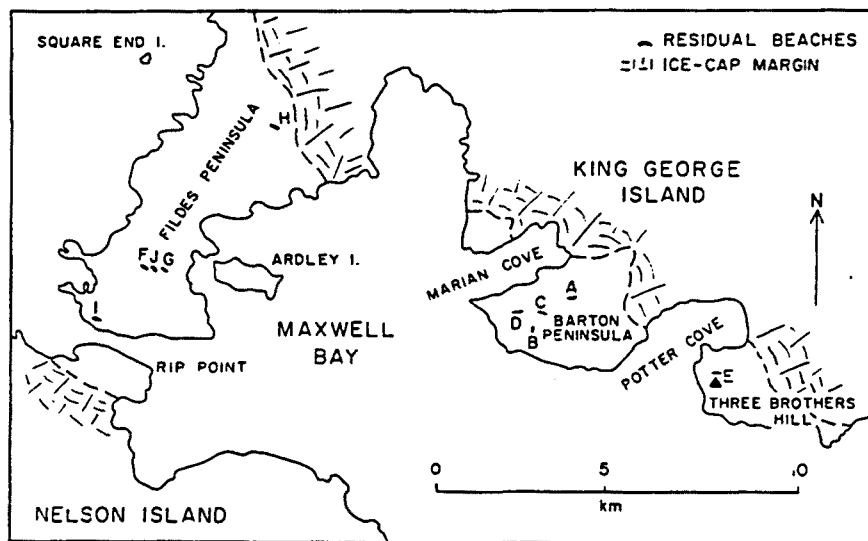 SQUARE END I.
RESIDUAL BEACHES
ICE-CAP MARGIN
H
FILDES PENINSULA
KING GEORGE
ISLAND
N
F J G
ARDLEY I.
MARIAN COVE
A
C
D
B
BARTON
PENINSULA
I
MAXWELL
BAY
RIP POINT
POTTER COVE
E
THREE BROTHERS
HILL
0 5 10
km
NELSON ISLAND